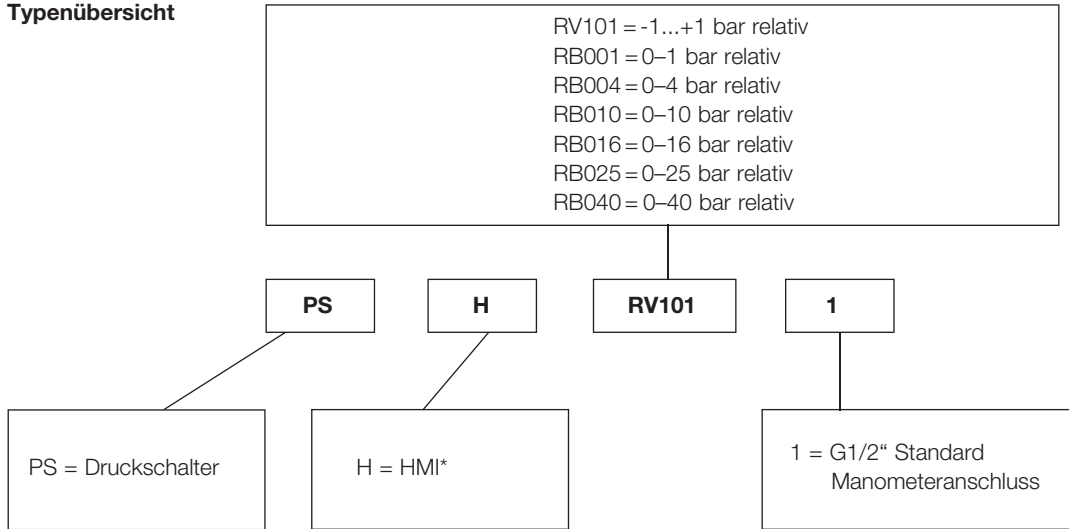 Typenübersicht
RV101 = -1...+1 bar relativ
RB001 = 0–1 bar relativ
RB004 = 0–4 bar relativ
RB010 = 0–10 bar relativ
RB016 = 0–16 bar relativ
RB025 = 0–25 bar relativ
RB040 = 0–40 bar relativ
PS H RV101 1
PS = Druckschalter
H = HMI*
1 = G1/2“ Standard
Manometeranschluss